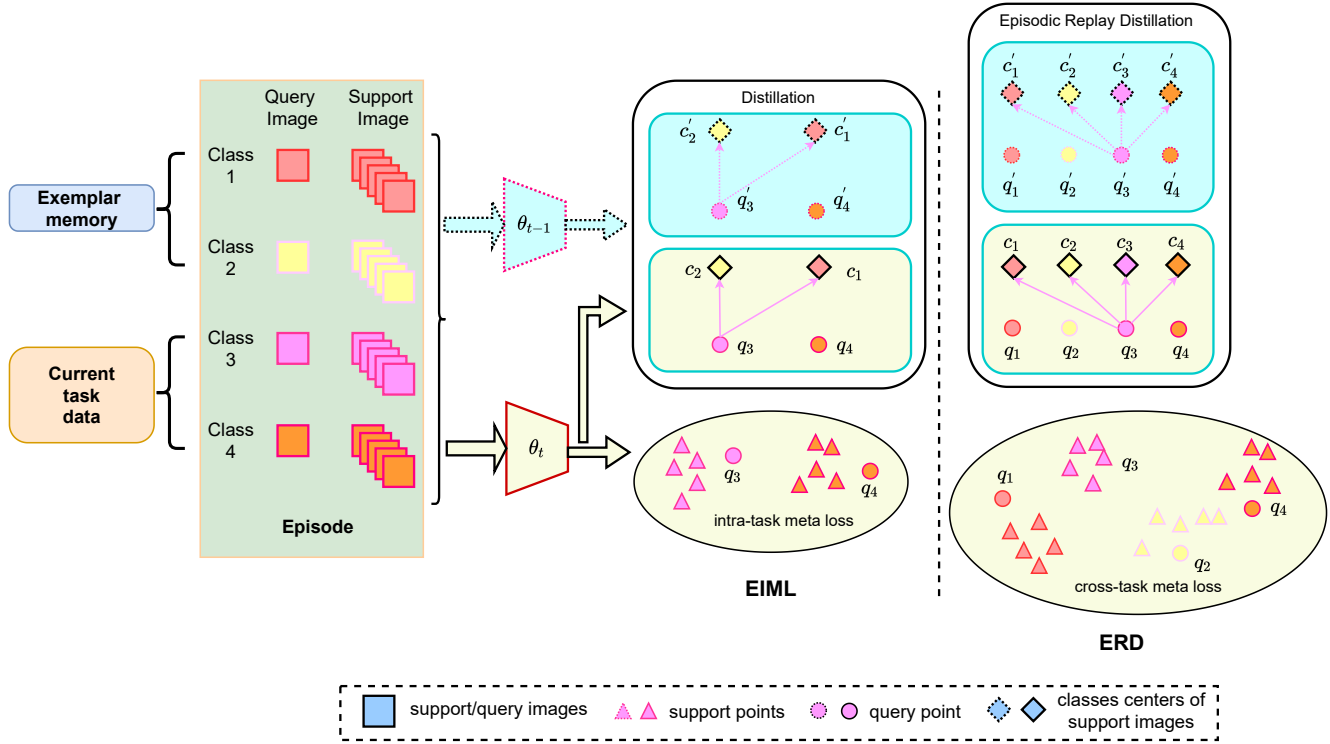 Exemplar
memory
Current
task
data
Query
Image
Support
Image
Class
1
Class
2
Class
3
Class
4
Episode
θt−1
θt
Distillation
c′2
c′1
q′3
q′4
c2
c1
q3
q4
q3
q4
intra-task meta loss
EIML
Episodic Replay Distillation
c′1 c′2 c′3 c′4
q′1 q′2 q′3 q′4
c1 c2 c3 c4
q1 q2 q3 q4
q1
q3
q4
q2
cross-task meta loss
ERD
support/query images
support points
query point
classes centers of
support images